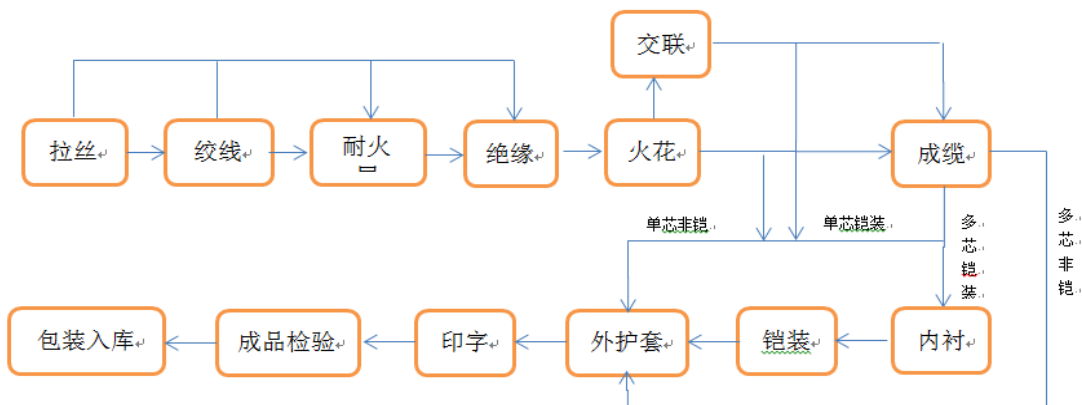 交联
拉丝
绞线
耐火
绝缘
火花
成缆
单芯非铠
单芯铠装
多
芯
铠
装
多
芯
非
铠
包装入库
成品检验
印字
外护套
铠装
内衬